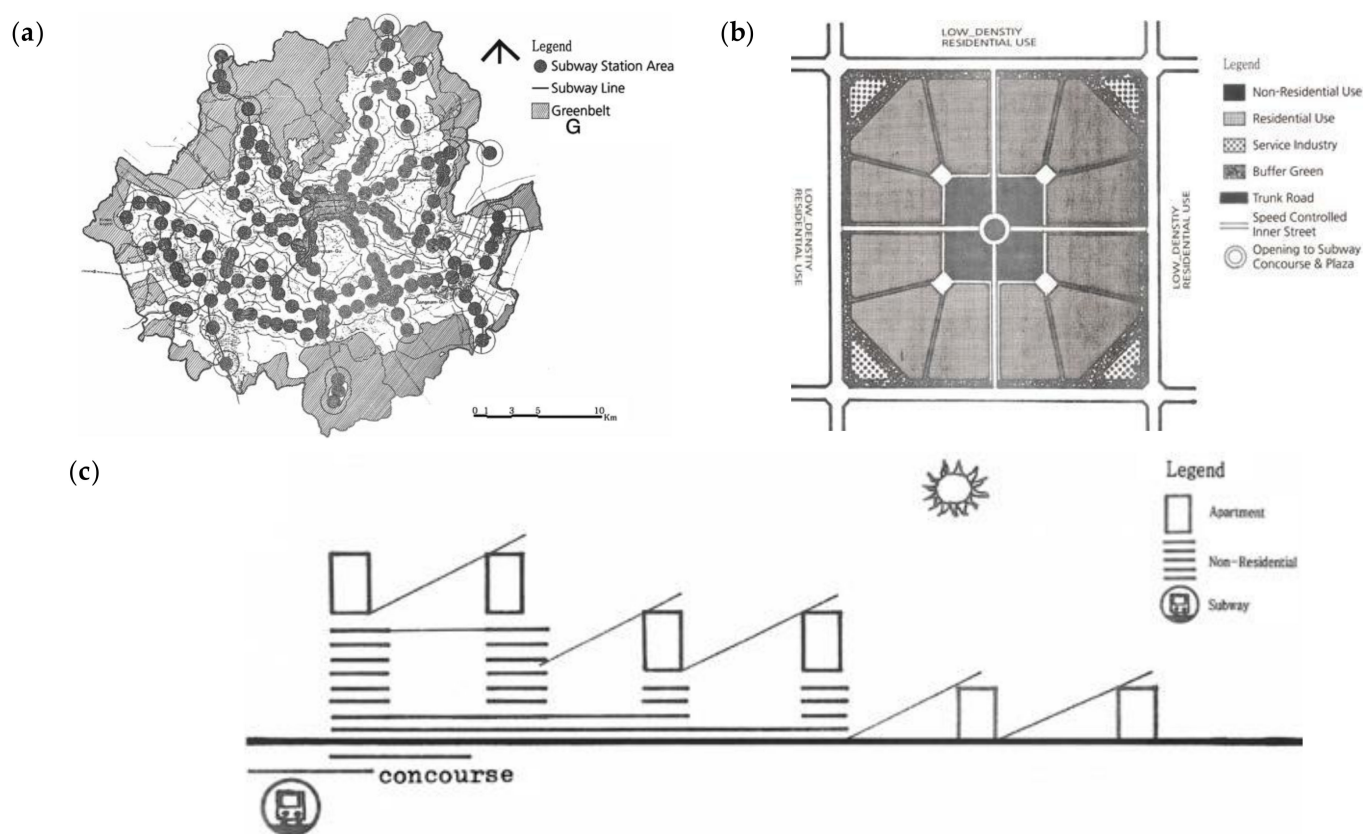 (a)
Legend
Subway Station Area
Subway Line
Greenbelt
G
0 1 3 5 10
Km
(b)
LOW_DENSTIY
RESIDENTIAL USE
LOW_DENSTIY
RESIDENTIAL USE
LOW_DENSTIY
RESIDENTIAL USE
Legend
Non-Residential Use
Residential Use
Service Industry
Buffer Green
Trunk Road
Speed Controlled
Inner Street
Opening to Subway
Concourse & Plaza
(c)
Legend
Apartment
Non-Residential
Subway
concourse